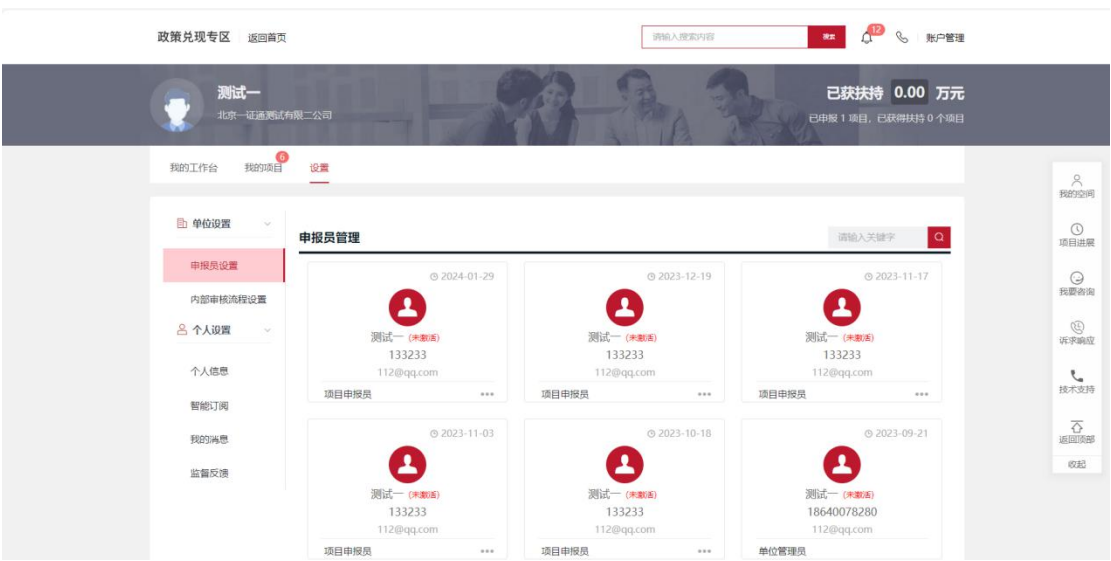 政策兑现专区 返回首页 请输入搜索内容 搜索 12 账户管理
测试一
北京一证通测试有限二公司
已获扶持 0.00 万元
已申报 1 项目，已获得扶持 0 个项目
我的工作台 我的项目 6 设置
单位设置
申报员设置
内部审核流程设置
个人设置
个人信息
智能订阅
我的消息
监督反馈
申报员管理 请输入关键字
2024-01-29
测试一 (未激活)
133233
112@qq.com
项目申报员
2023-12-19
测试一 (未激活)
133233
112@qq.com
项目申报员
2023-11-17
测试一 (未激活)
133233
112@qq.com
项目申报员
2023-11-03
测试一 (未激活)
133233
112@qq.com
项目申报员
2023-10-18
测试一 (未激活)
133233
112@qq.com
项目申报员
2023-09-21
测试一 (未激活)
18640078280
112@qq.com
单位管理员
我的空间
项目进展
我要咨询
诉求响应
技术支持
返回顶部
收起